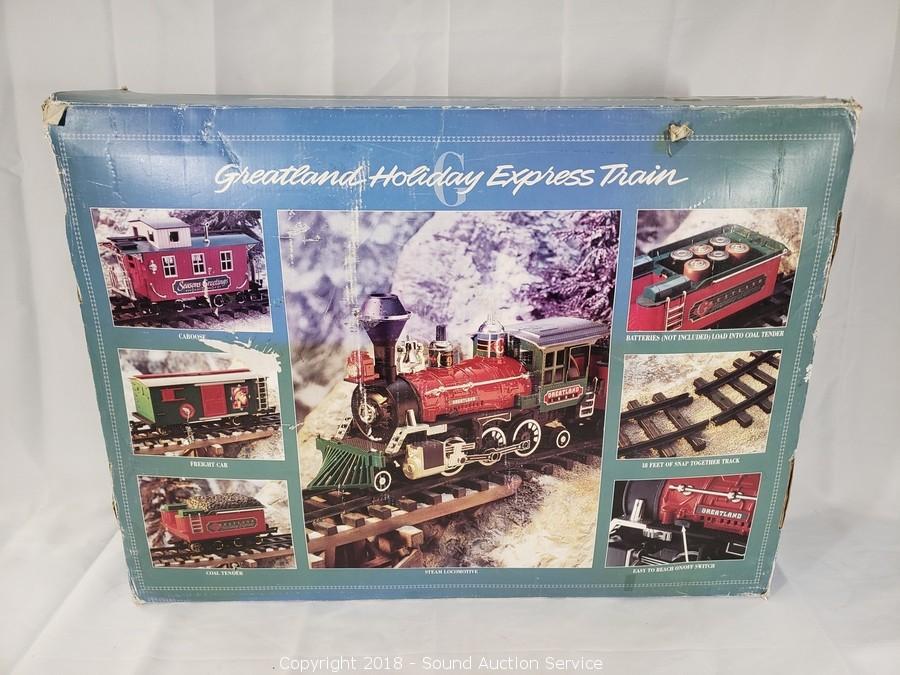 Greatland Holiday Express Train
G
Seasons Greetings
CABOOSE
FREIGHT CAR
COAL TENDER
GREATLAND
GREATLAND
STEAM LOCOMOTIVE
BATTERIES (NOT INCLUDED) LOAD INTO COAL TENDER
18 FEET OF SNAP TOGETHER TRACK
GREATLAND
EASY TO REACH ON/OFF SWITCH
Copyright 2018 - Sound Auction Service